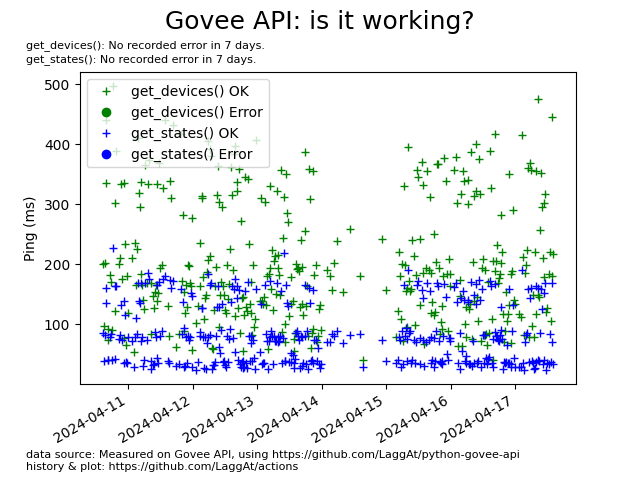 Govee API: is it working?
get_devices(): No recorded error in 7 days.
get_states(): No recorded error in 7 days.
get_devices() OK
get_devices() Error
get_states() OK
get_states() Error
Ping (ms)
500
400
300
200
100
2024-04-11
2024-04-12
2024-04-13
2024-04-14
2024-04-15
2024-04-16
2024-04-17
data source: Measured on Govee API, using https://github.com/LaggAt/python-govee-api
history & plot: https://github.com/LaggAt/actions